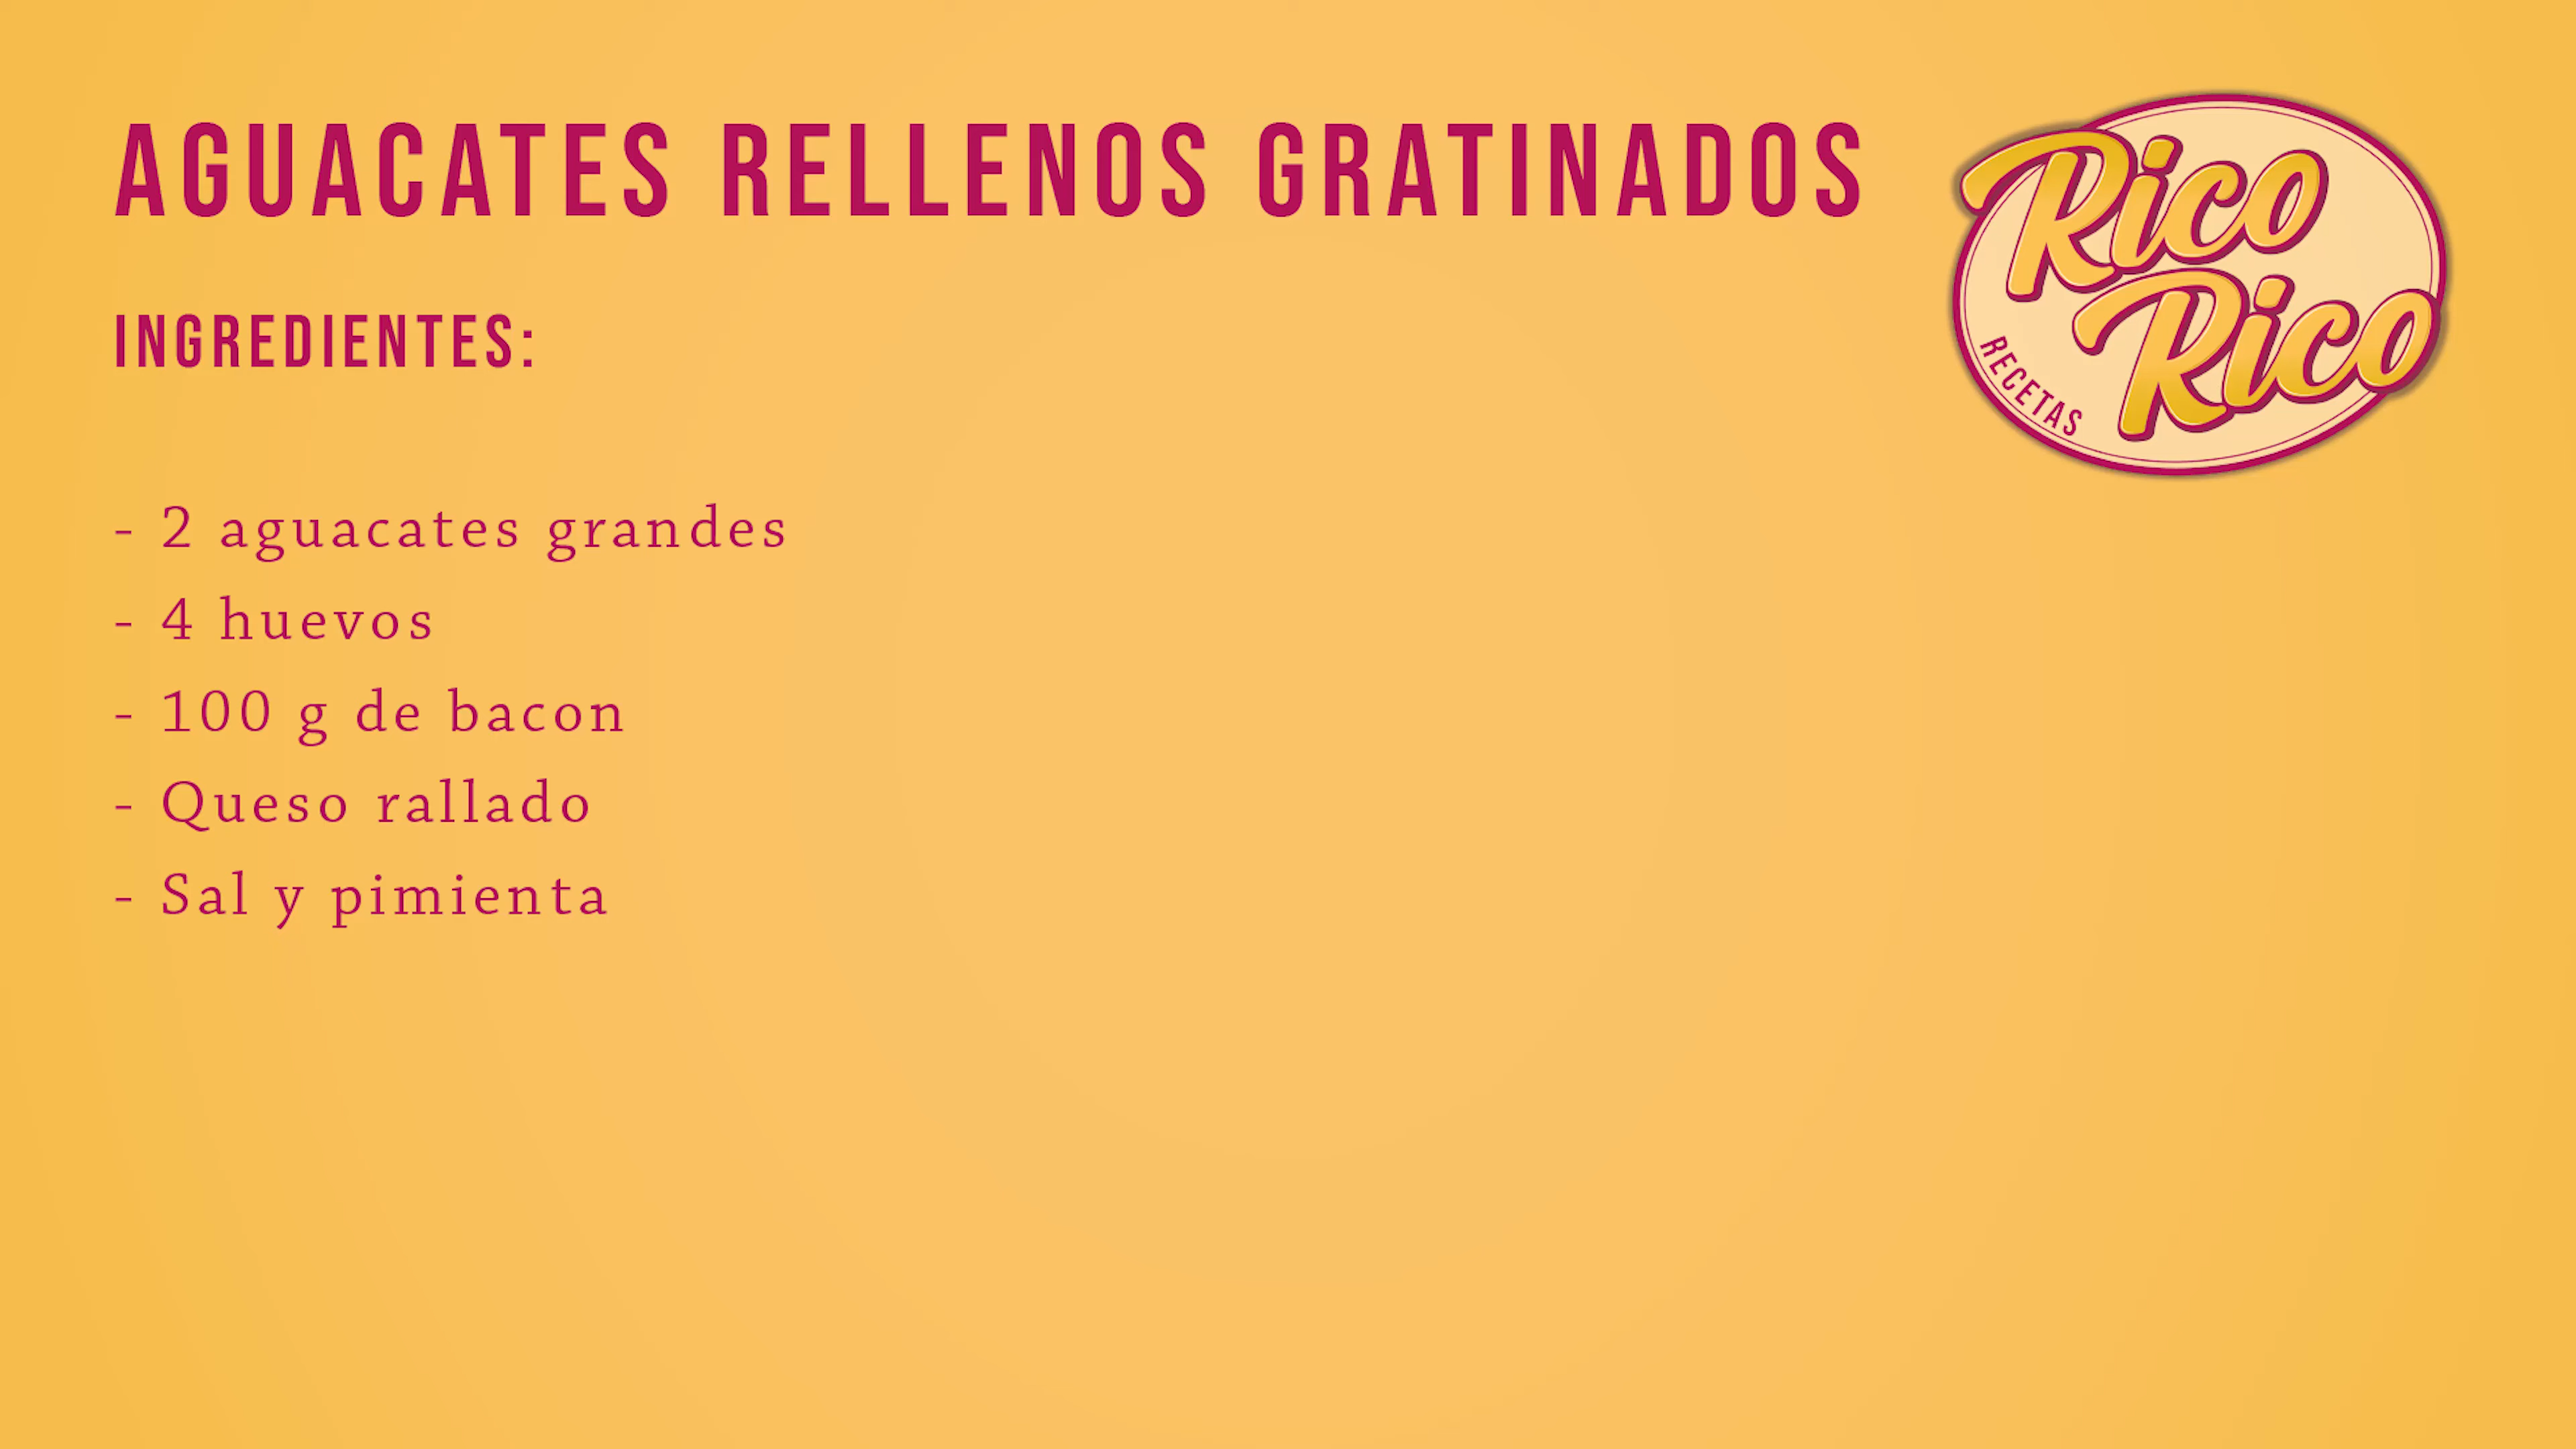 AGUACATES RELLENOS GRATINADOS
Rico
Rico
RECETAS
INGREDIENTES:
- 2 aguacates grandes
- 4 huevos
- 100 g de bacon
- Queso rallado
- Sal y pimienta